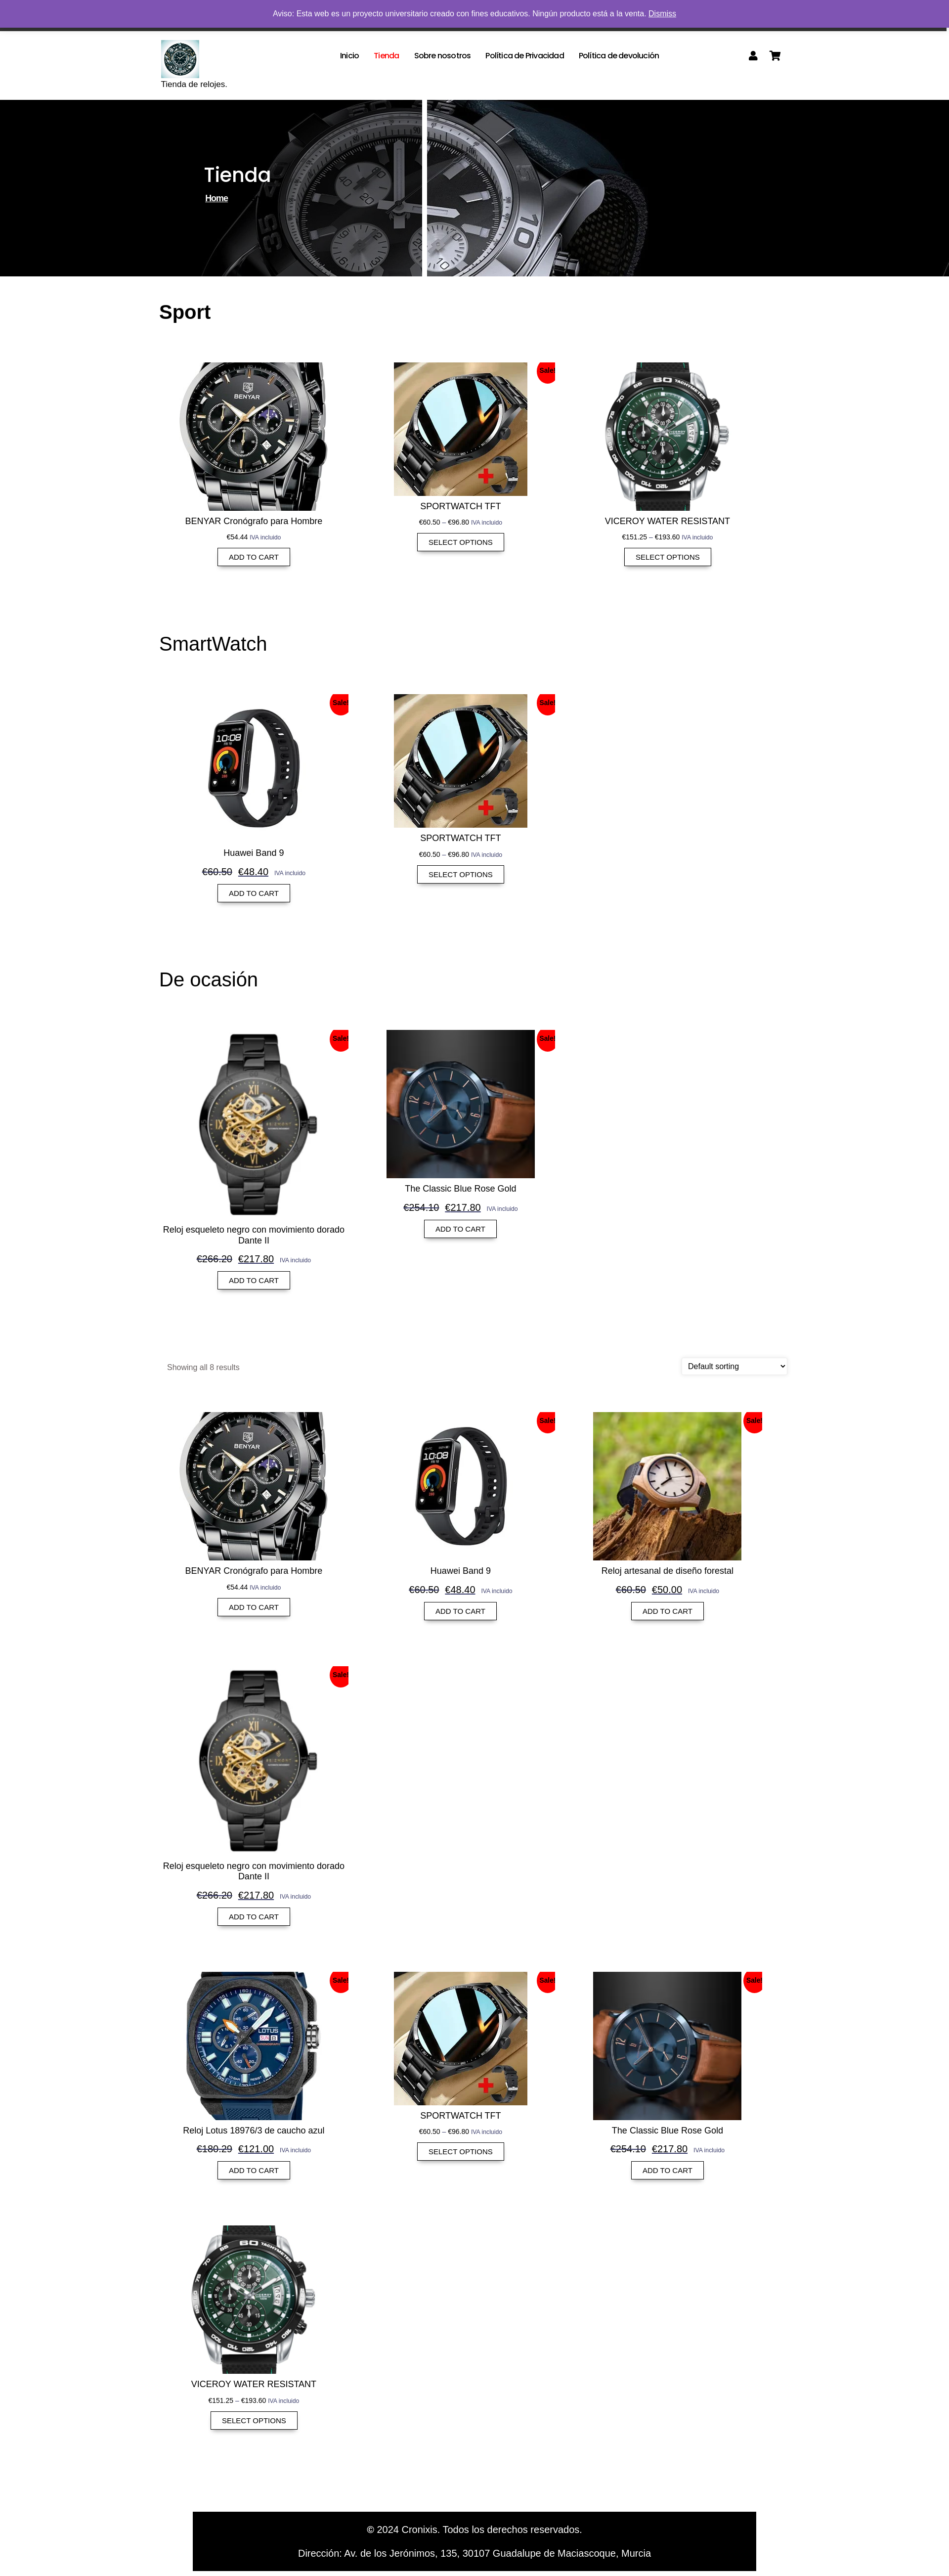 Aviso: Esta web es un proyecto universitario creado con fines educativos. Ningún producto está a la venta. Dismiss
Inicio
Tienda
Sobre nosotros
Política de Privacidad
Política de devolución
Tienda de relojes.
Tienda
Home
Sport
BENYAR
BENYAR Cronógrafo para Hombre
€54.44 IVA incluido
ADD TO CART
Sale!
SPORTWATCH TFT
€60.50 – €96.80 IVA incluido
SELECT OPTIONS
VICEROY WATER RESISTANT
€151.25 – €193.60 IVA incluido
SELECT OPTIONS
SmartWatch
Sale!
10:08
Huawei Band 9
€60.50 €48.40 IVA incluido
ADD TO CART
Sale!
SPORTWATCH TFT
€60.50 – €96.80 IVA incluido
SELECT OPTIONS
De ocasión
Sale!
Reloj esqueleto negro con movimiento dorado
Dante II
€266.20 €217.80 IVA incluido
ADD TO CART
Sale!
The Classic Blue Rose Gold
€254.10 €217.80 IVA incluido
ADD TO CART
Showing all 8 results
Default sorting
BENYAR
BENYAR Cronógrafo para Hombre
€54.44 IVA incluido
ADD TO CART
Sale!
10:08
Huawei Band 9
€60.50 €48.40 IVA incluido
ADD TO CART
Sale!
Reloj artesanal de diseño forestal
€60.50 €50.00 IVA incluido
ADD TO CART
Sale!
Reloj esqueleto negro con movimiento dorado
Dante II
€266.20 €217.80 IVA incluido
ADD TO CART
Sale!
LOTUS
Reloj Lotus 18976/3 de caucho azul
€180.29 €121.00 IVA incluido
ADD TO CART
Sale!
SPORTWATCH TFT
€60.50 – €96.80 IVA incluido
SELECT OPTIONS
Sale!
The Classic Blue Rose Gold
€254.10 €217.80 IVA incluido
ADD TO CART
VICEROY WATER RESISTANT
€151.25 – €193.60 IVA incluido
SELECT OPTIONS
© 2024 Cronixis. Todos los derechos reservados.
Dirección: Av. de los Jerónimos, 135, 30107 Guadalupe de Maciascoque, Murcia